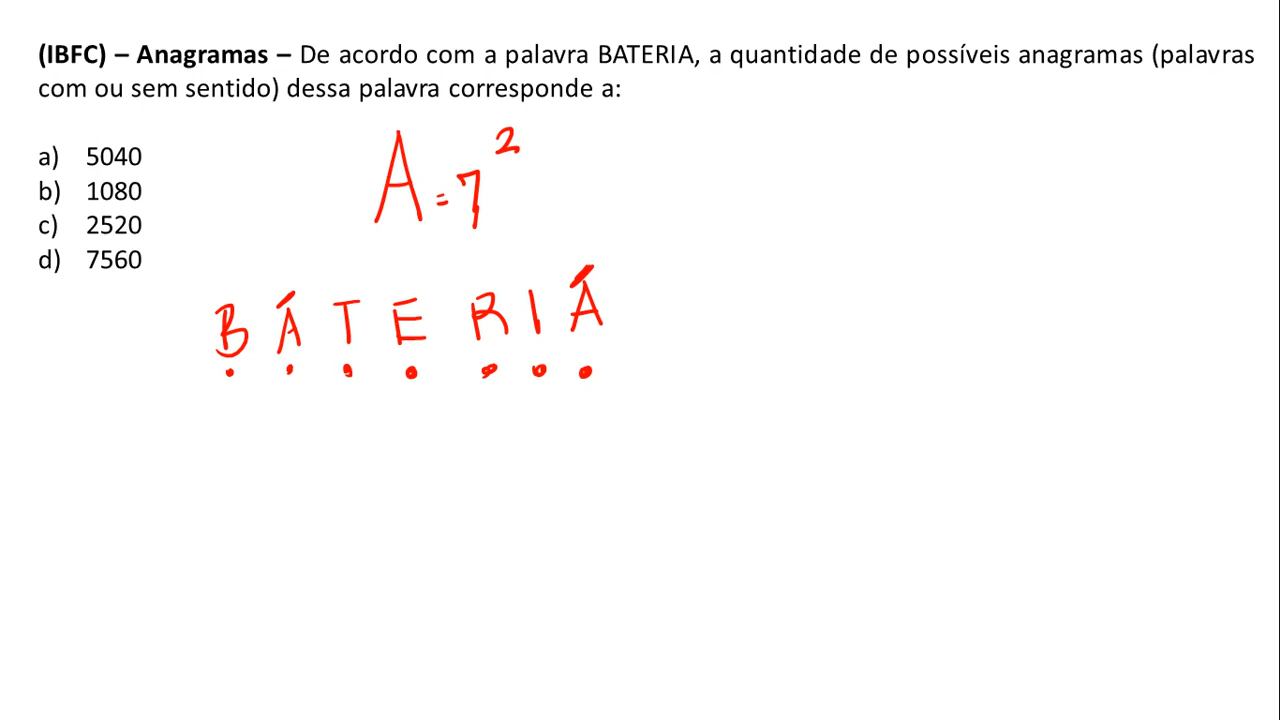 (IBFC) – Anagramas – De acordo com a palavra BATERIA, a quantidade de possíveis anagramas (palavras
com ou sem sentido) dessa palavra corresponde a:
a) 5040
b) 1080
c) 2520
d) 7560
A = 7 2
B Á T E R I Á